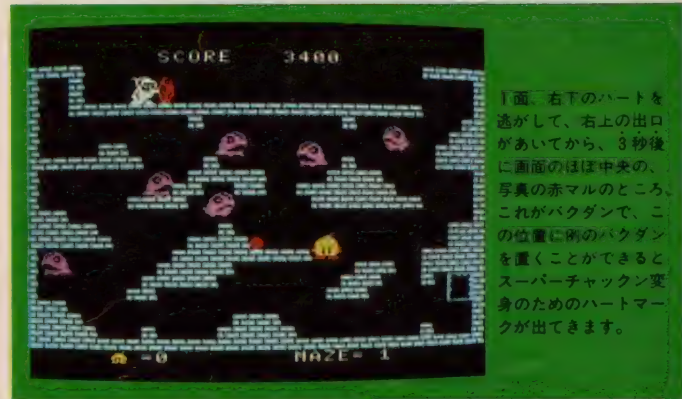 SCORE 3400
=0 MAZE= 1
1面、右下のハートを
逃がして、右上の出口
があいてから、3秒後
に画面のほぼ中央の、
写真の赤マルのところ、
これがバクダンで、こ
の位置に例のバクダン
を置くことができると
スーパーチャックン変
身のためのハートマー
クが出てきます。